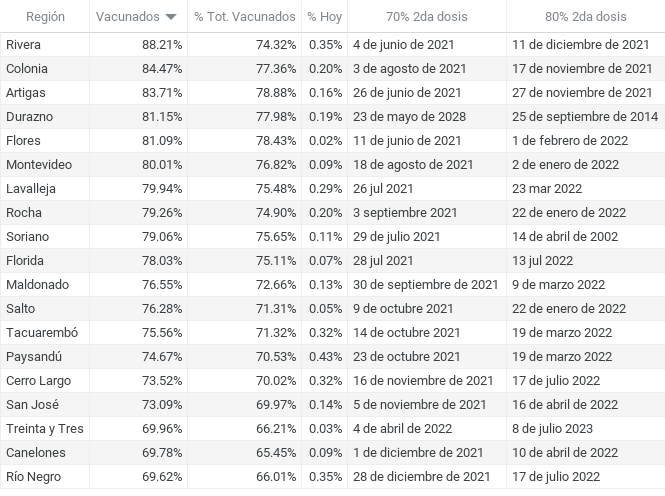 Región Vacunados % Tot. Vacunados % Hoy 70% 2da dosis 80% 2da dosis
Rivera 88.21% 74.32% 0.35% 4 de junio de 2021 11 de diciembre de 2021
Colonia 84.47% 77.36% 0.20% 3 de agosto de 2021 17 de noviembre de 2021
Artigas 83.71% 78.88% 0.16% 26 de junio de 2021 27 de noviembre de 2021
Durazno 81.15% 77.98% 0.19% 23 de mayo de 2028 25 de septiembre de 2014
Flores 81.09% 78.43% 0.02% 11 de junio de 2021 1 de febrero de 2022
Montevideo 80.01% 76.82% 0.09% 18 de agosto de 2021 2 de enero de 2022
Lavalleja 79.94% 75.48% 0.29% 26 jul 2021 23 mar 2022
Rocha 79.26% 74.90% 0.20% 3 septiembre 2021 22 de enero de 2022
Soriano 79.06% 75.65% 0.11% 29 de julio 2021 14 de abril de 2002
Florida 78.03% 75.11% 0.07% 28 jul 2021 13 jul 2022
Maldonado 76.55% 72.66% 0.13% 30 de septiembre de 2021 9 de marzo 2022
Salto 76.28% 71.31% 0.05% 9 de octubre 2021 22 de enero de 2022
Tacuarembó 75.56% 71.32% 0.32% 14 de octubre 2021 19 de marzo 2022
Paysandú 74.67% 70.53% 0.43% 23 de octubre 2021 19 de marzo 2022
Cerro Largo 73.52% 70.02% 0.32% 16 de noviembre de 2021 17 de julio 2022
San José 73.09% 69.97% 0.14% 5 de noviembre de 2021 16 de abril de 2022
Treinta y Tres 69.96% 66.21% 0.03% 4 de abril de 2022 8 de julio 2023
Canelones 69.78% 65.45% 0.09% 1 de diciembre de 2021 10 de abril de 2022
Río Negro 69.62% 66.01% 0.35% 28 de diciembre de 2021 17 de julio 2022